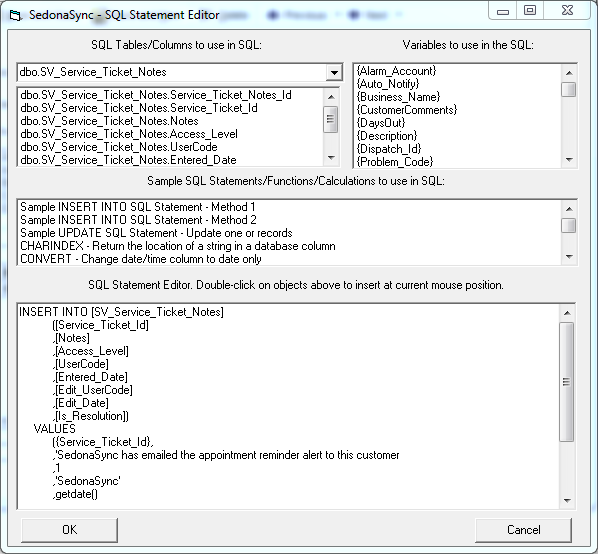 SedonaSync - SQL Statement Editor
SQL Tables/Columns to use in SQL:
Variables to use in the SQL:
dbo.SV_Service_Ticket_Notes
dbo.SV_Service_Ticket_Notes.Service_Ticket_Notes_Id
dbo.SV_Service_Ticket_Notes.Service_Ticket_Id
dbo.SV_Service_Ticket_Notes.Notes
dbo.SV_Service_Ticket_Notes.Access_Level
dbo.SV_Service_Ticket_Notes.UserCode
dbo.SV_Service_Ticket_Notes.Entered_Date
{Alarm_Account}
{Auto_Notify}
{Business_Name}
{CustomerComments}
{DaysOut}
{Description}
{Dispatch_Id}
{Problem_Code}
Sample SQL Statements/Functions/Calculations to use in SQL:
Sample INSERT INTO SQL Statement - Method 1
Sample INSERT INTO SQL Statement - Method 2
Sample UPDATE SQL Statement - Update one or records
CHARINDEX - Return the location of a string in a database column
CONVERT - Change date/time column to date only
SQL Statement Editor. Double-click on objects above to insert at current mouse position.
INSERT INTO [SV_Service_Ticket_Notes]
([Service_Ticket_Id]
,[Notes]
,[Access_Level]
,[UserCode]
,[Entered_Date]
,[Edit_UserCode]
,[Edit_Date]
,[Is_Resolution])
VALUES
({Service_Ticket_Id},
,'SedonaSync has emailed the appointment reminder alert to this customer
,1
,'SedonaSync'
,getdate()
OK
Cancel